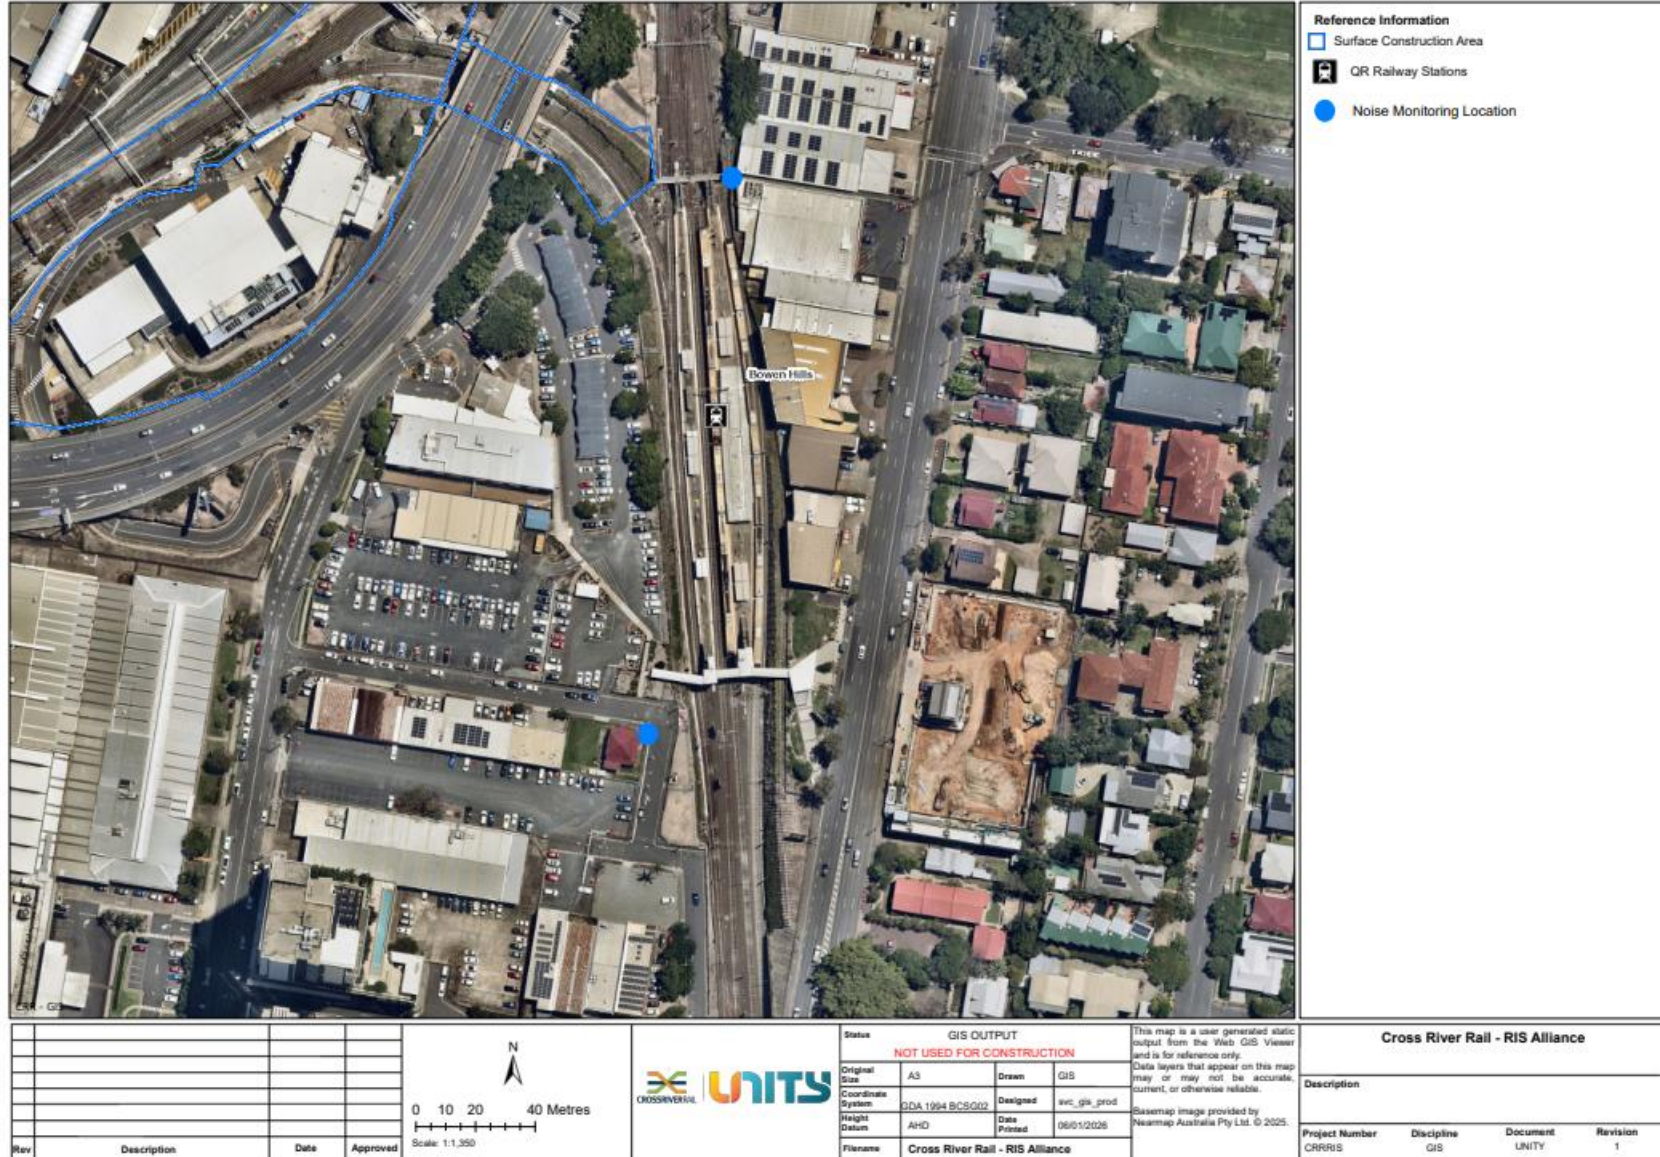 Reference Information
Surface Construction Area
QR Railway Stations
Noise Monitoring Location
Bowen Hills
CRR - GIS
Rev
Description
Date
Approved
N
0 10 20 40 Metres
Scale: 1:1,350
CROSSRIVERRAIL
UNITY
Status
GIS OUTPUT
NOT USED FOR CONSTRUCTION
Original Size
A3
Drawn
GIS
Coordinate System
GDA 1994 BCSG02
Designed
svc_gis_prod
Height Datum
AHD
Date Printed
06/01/2026
Filename
Cross River Rail - RIS Alliance
This map is a user generated static
output from the Web GIS Viewer
and is for reference only.
Data layers that appear on this map
may or may not be accurate,
current, or otherwise reliable.
Basemap image provided by
Nearmap Australia Pty Ltd. © 2025.
Cross River Rail - RIS Alliance
Description
Project Number
CRRRIS
Discipline
GIS
Document
UNITY
Revision
1